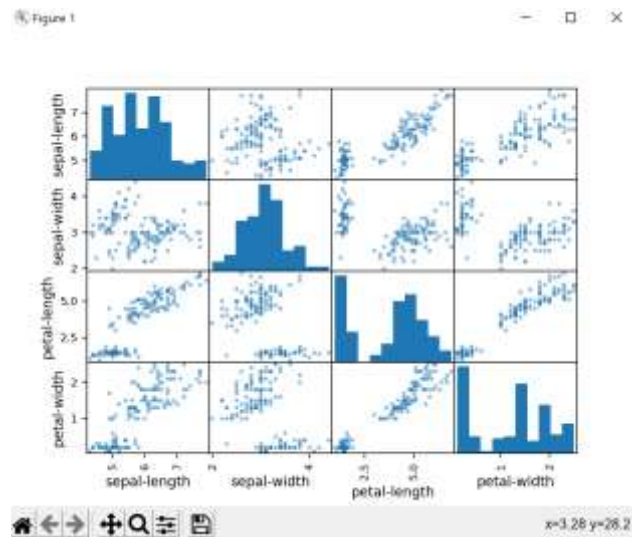 Figure 1
sepal-length
7
6
5
sepal-width
4
3
2
petal-length
5.0
2.5
petal-width
2
1
5
6
7
sepal-length
2
4
sepal-width
2.5
5.0
petal-length
1
2
petal-width
x=3.28 y=28.2